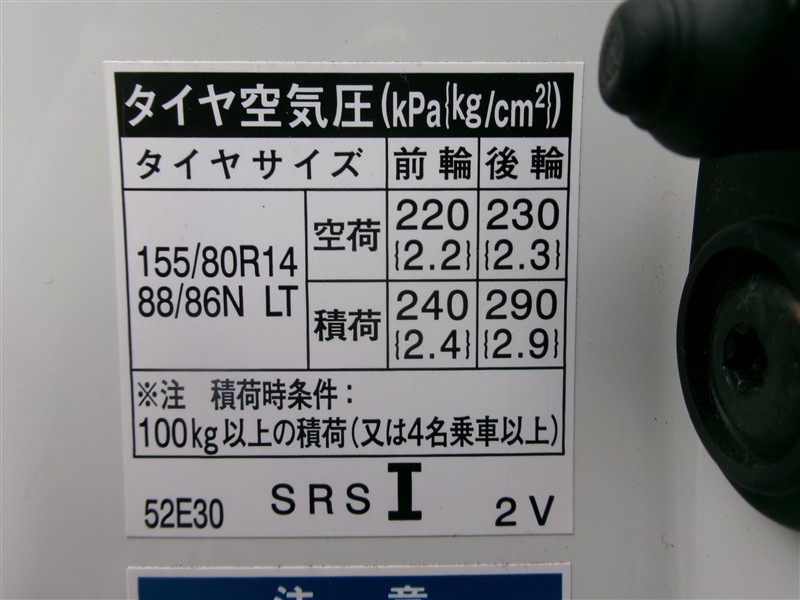 タイヤ空気圧(kPa{kg/cm²})
タイヤサイズ 前輪 後輪
155/80R14
88/86N LT
空荷 220 230
{2.2} {2.3}
積荷 240 290
{2.4} {2.9}
※注 積荷時条件:
100kg以上の積荷(又は4名乗車以上)
52E30 SRS I 2V
注意